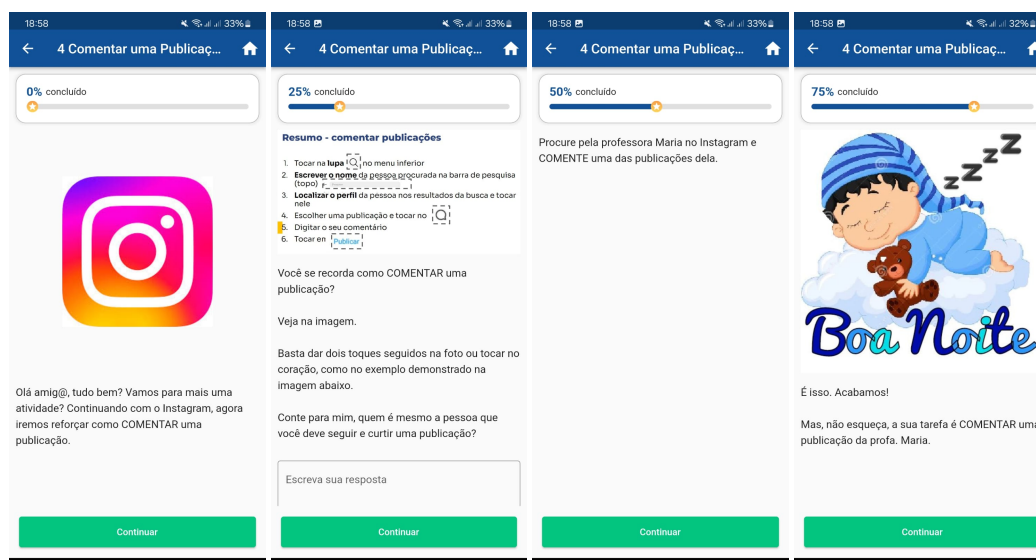 18:58
33%
4 Comentar uma Publicaç...
0% concluído
Olá amig@, tudo bem? Vamos para mais uma
atividade? Continuando com o Instagram, agora
iremos reforçar como COMENTAR uma
publicação.
Continuar
18:58
33%
4 Comentar uma Publicaç...
25% concluído
Resumo - comentar publicações
1. Tocar na lupa no menu inferior
2. Escrever o nome da pessoa procurada na barra de pesquisa
(topo)
3. Localizar o perfil da pessoa nos resultados da busca e tocar
nele
4. Escolher uma publicação e tocar no
5. Digitar o seu comentário
6. Tocar en Publicar
Você se recorda como COMENTAR uma
publicação?
Veja na imagem.
Basta dar dois toques seguidos na foto ou tocar no
coração, como no exemplo demonstrado na
imagem abaixo.
Conte para mim, quem é mesmo a pessoa que
você deve seguir e curtir uma publicação?
Escreva sua resposta
Continuar
18:58
33%
4 Comentar uma Publicaç...
50% concluído
Procure pela professora Maria no Instagram e
COMENTE uma das publicações dela.
Continuar
18:58
32%
4 Comentar uma Publicaç...
75% concluído
z z z Z Z
Boa Noite
É isso. Acabamos!
Mas, não esqueça, a sua tarefa é COMENTAR uma
publicação da profa. Maria.
Continuar